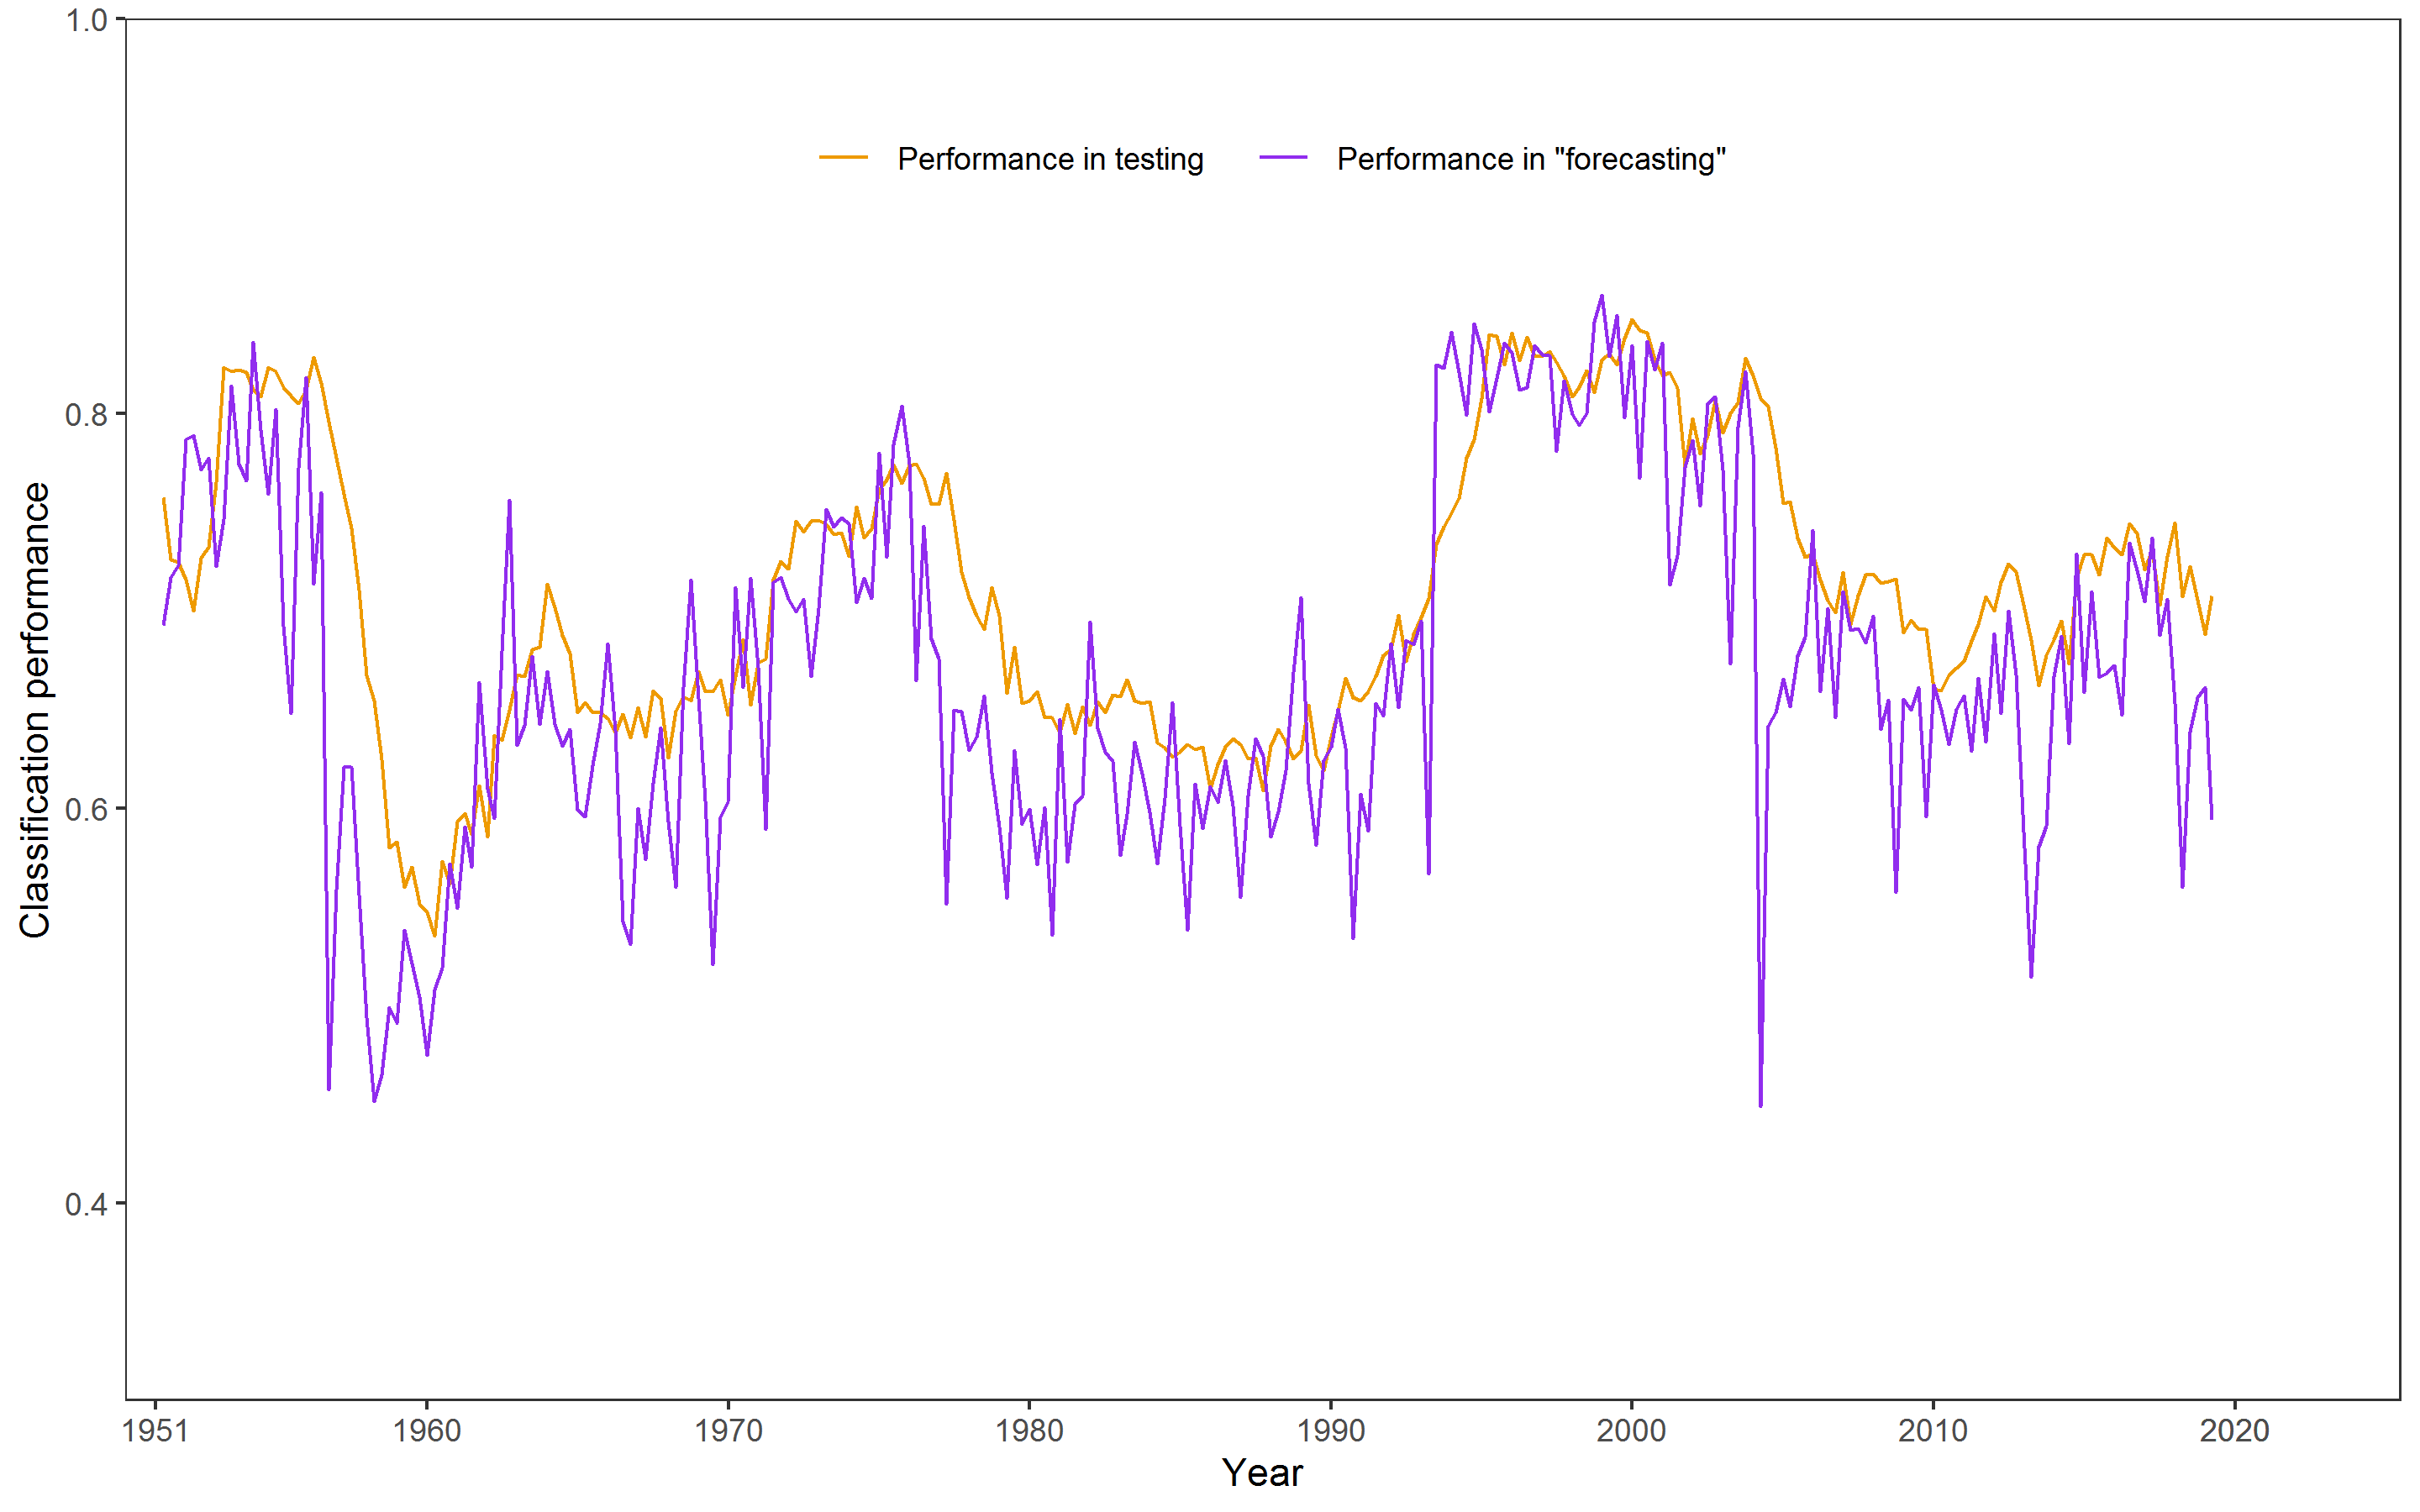 1.0
Performance in testing Performance in "forecasting"
0.8
Classification performance
0.6
0.4
1951 1960 1970 1980 1990 2000 2010 2020
Year